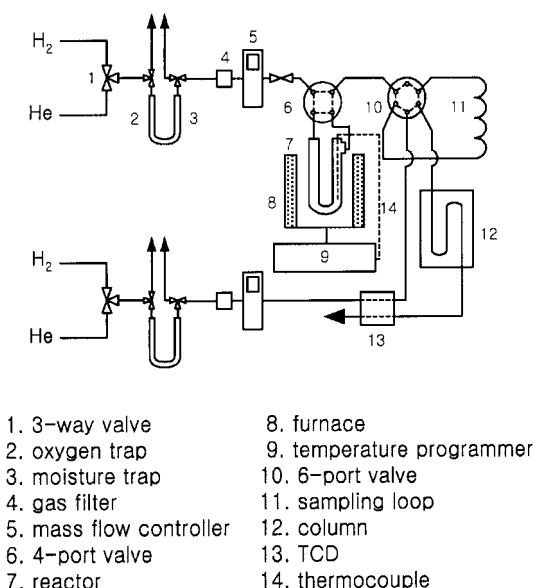 H2
4
5
1
6
10
11
He
2
3
7
8
14
12
9
H2
He
13
1. 3-way valve
2. oxygen trap
3. moisture trap
4. gas filter
5. mass flow controller
6. 4-port valve
7. reactor
8. furnace
9. temperature programmer
10. 6-port valve
11. sampling loop
12. column
13. TCD
14. thermocouple